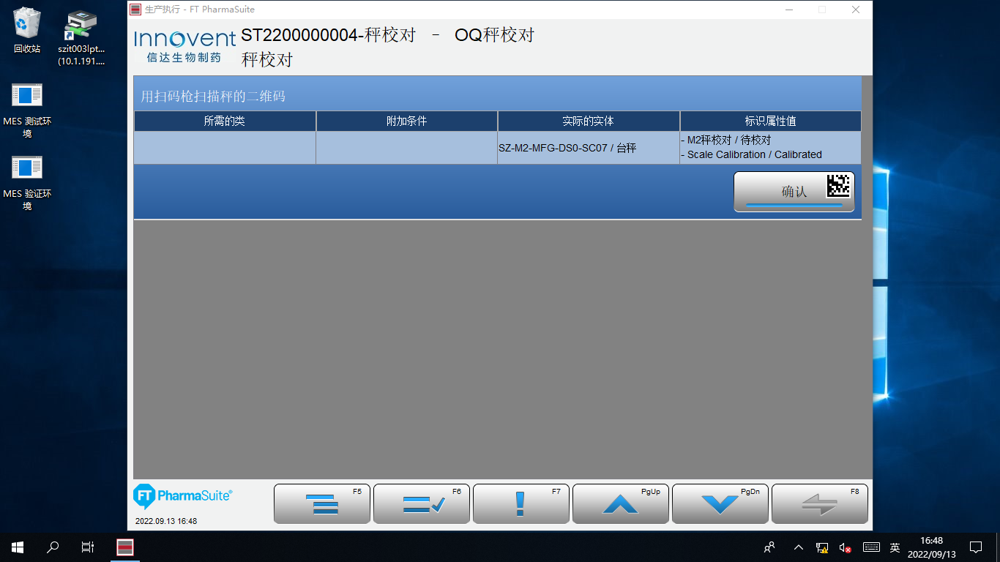 回收站
szit003lpt...
(10.1.191....
MES 测试环
境
MES 验证环
境
生产执行 - FT PharmaSuite
Innovent
信达生物制药
ST2200000004-秤校对 - OQ秤校对
秤校对
用扫码枪扫描秤的二维码
所需的类 附加条件 实际的实体 标识属性值
SZ-M2-MFG-DS0-SC07 / 台秤
- M2秤校对 / 待校对
- Scale Calibration / Calibrated
确认
FT PharmaSuite®
2022.09.13 16:48
F5 F6 F7 PgUp PgDn F8
英
16:48
2022/09/13